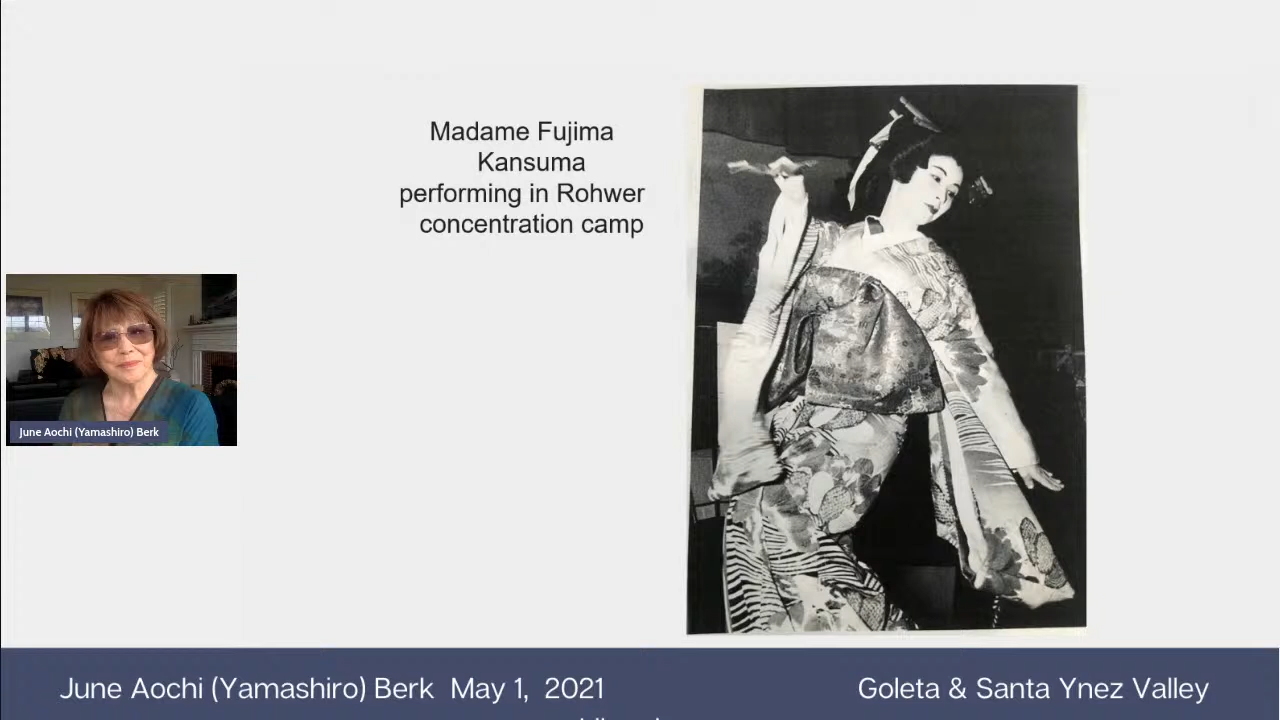 Madame Fujima
Kansuma
performing in Rohwer
concentration camp
June Aochi (Yamashiro) Berk
June Aochi (Yamashiro) Berk May 1, 2021
Goleta & Santa Ynez Valley